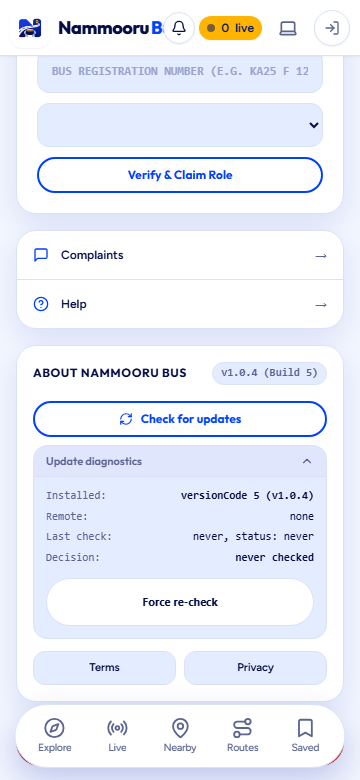 Nammooru B
0 live
BUS REGISTRATION NUMBER (E.G. KA25 F 12
Verify & Claim Role
Complaints →
Help →
ABOUT NAMMOORU BUS v1.0.4 (Build 5)
Check for updates
Update diagnostics
Installed: versionCode 5 (v1.0.4)
Remote: none
Last check: never, status: never
Decision: never checked
Force re-check
Terms Privacy
Explore Live Nearby Routes Saved